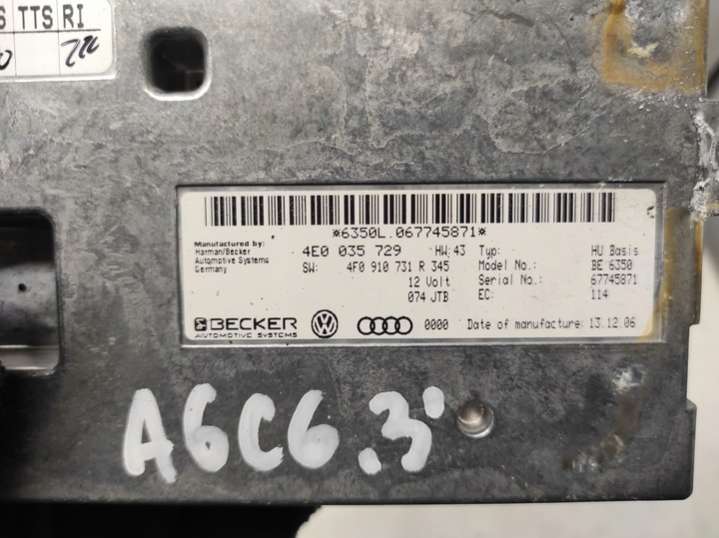 S TTS RI
*6350L.067745871*
Manufactured by:
Harman/Becker
Automotive Systems
Germany
4E0 035 729 HW:43
SW: 4F0 910 731 R 345
12 Volt
074 JTB
Typ: HU Basis
Model No.: BE 6350
Serial No.: 67745871
EC: 114
BECKER
AUTOMOTIVE SYSTEMS
0000 Date of manufacture: 13.12.06
A6C6.3'